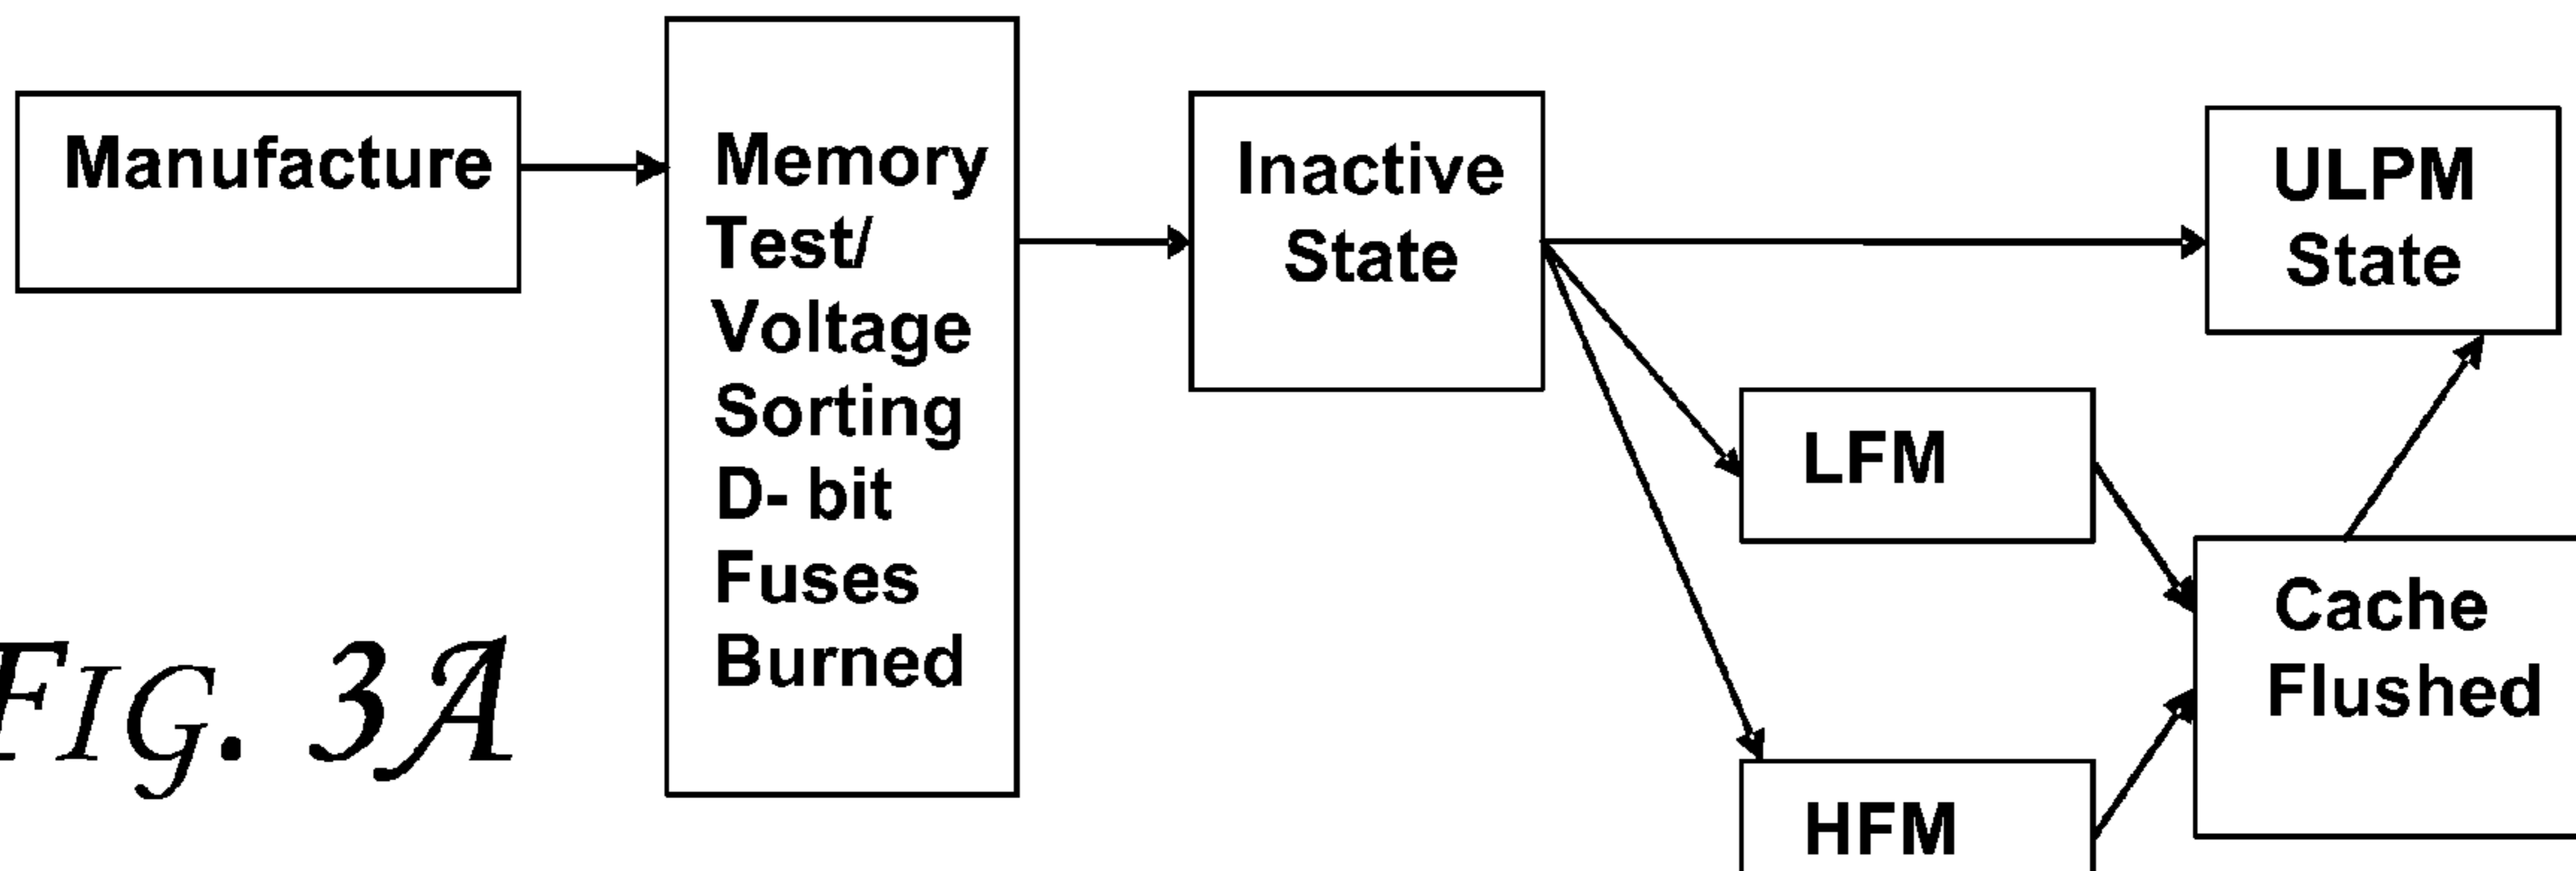 Manufacture
Memory
Test/
Voltage
Sorting
D- bit
Fuses
Burned
Inactive
State
ULPM
State
LFM
HFM
Cache
Flushed
FIG. 3A